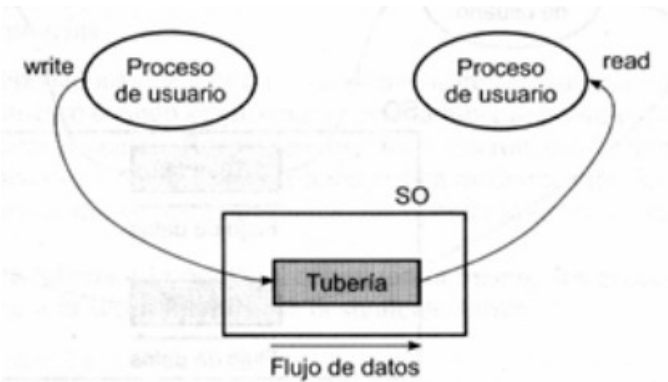 write
Proceso
de usuario
Proceso
de usuario
read
SO
Tubería
Flujo de datos